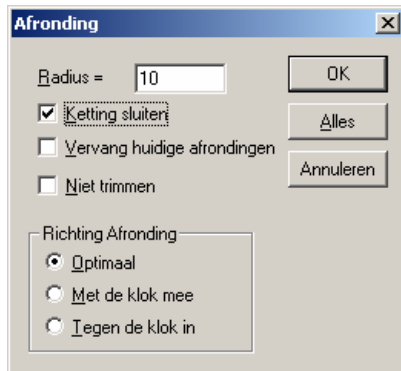 Afronding
Radius = 10
OK
Ketting sluiten
Alles
Vervang huidige afrondingen
Annuleren
Niet trimmen
Richting Afronding
Optimaal
Met de klok mee
Tegen de klok in